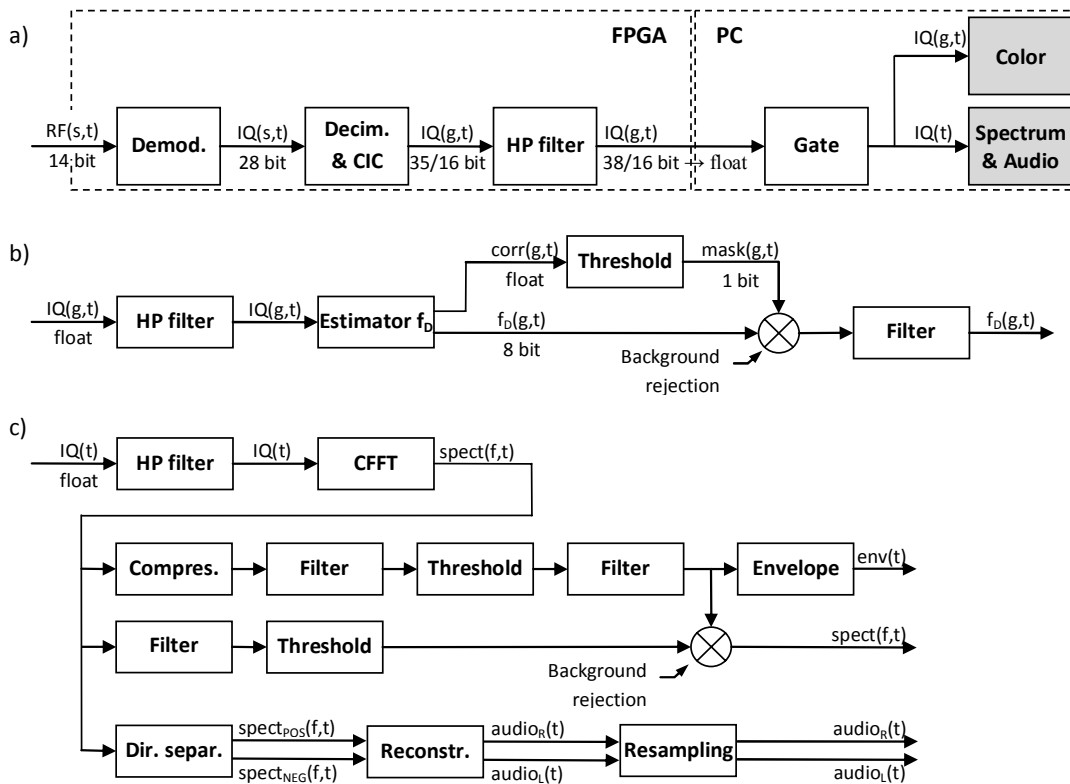 a)
FPGA
PC
RF(s,t)
14 bit
Demod.
IQ(s,t)
28 bit
Decim.
& CIC
IQ(g,t)
35/16 bit
HP filter
IQ(g,t)
38/16 bit → float
Gate
IQ(g,t)
Color
IQ(t)
Spectrum
& Audio
b)
IQ(g,t)
float
HP filter
IQ(g,t)
Estimator fD
corr(g,t)
float
Threshold
mask(g,t)
1 bit
fD(g,t)
8 bit
Background
rejection
Filter
fD(g,t)
c)
IQ(t)
float
HP filter
IQ(t)
CFFT
spect(f,t)
Compres.
Filter
Threshold
Filter
Envelope
env(t)
Filter
Threshold
Background
rejection
spect(f,t)
Dir. separ.
spectPOS(f,t)
spectNEG(f,t)
Reconstr.
audioR(t)
audioL(t)
Resampling
audioR(t)
audioL(t)